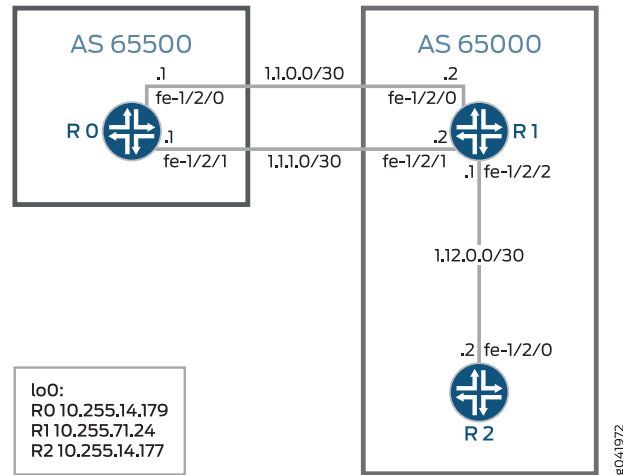 AS 65500
AS 65000
.1
1.1.0.0/30
.2
fe-1/2/0
fe-1/2/0
R0
R1
.1
.2
fe-1/2/1
1.1.1.0/30
fe-1/2/1
.1
fe-1/2/2
1.12.0.0/30
.2
fe-1/2/0
R2
lo0:
R0 10.255.14.179
R1 10.255.71.24
R2 10.255.14.177
g041972